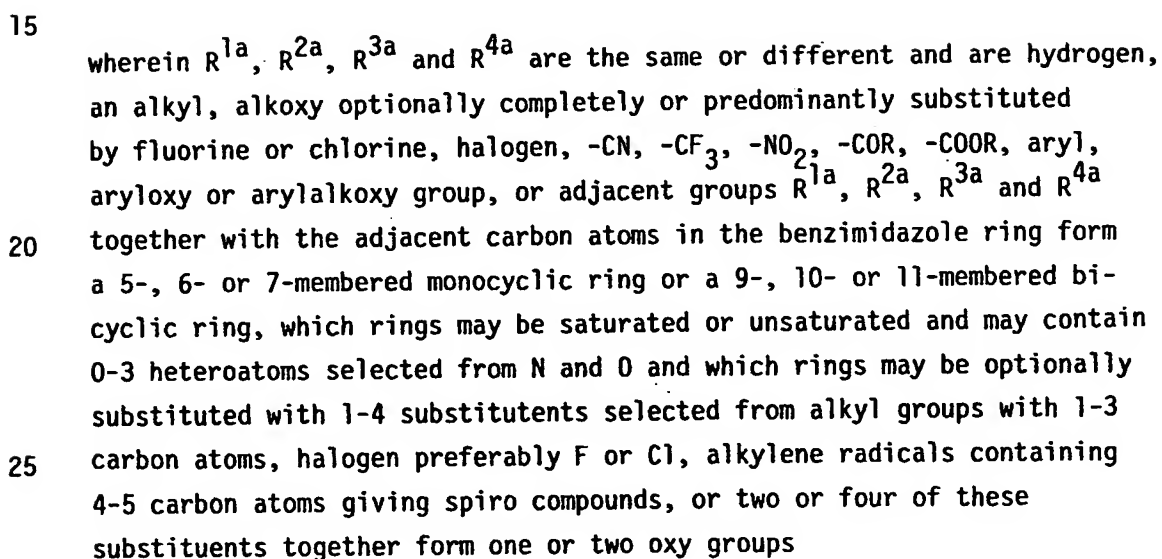 15
wherein R1a, R2a, R3a and R4a are the same or different and are hydrogen,
an alkyl, alkoxy optionally completely or predominantly substituted
by fluorine or chlorine, halogen, -CN, -CF3, -NO2, -COR, -COOR, aryl,
aryloxy or arylalkoxy group, or adjacent groups R1a, R2a, R3a and R4a
20 together with the adjacent carbon atoms in the benzimidazole ring form
a 5-, 6- or 7-membered monocyclic ring or a 9-, 10- or 11-membered bi-
cyclic ring, which rings may be saturated or unsaturated and may contain
0-3 heteroatoms selected from N and O and which rings may be optionally
substituted with 1-4 substitutents selected from alkyl groups with 1-3
25 carbon atoms, halogen preferably F or Cl, alkylene radicals containing
4-5 carbon atoms giving spiro compounds, or two or four of these
substituents together form one or two oxy groups